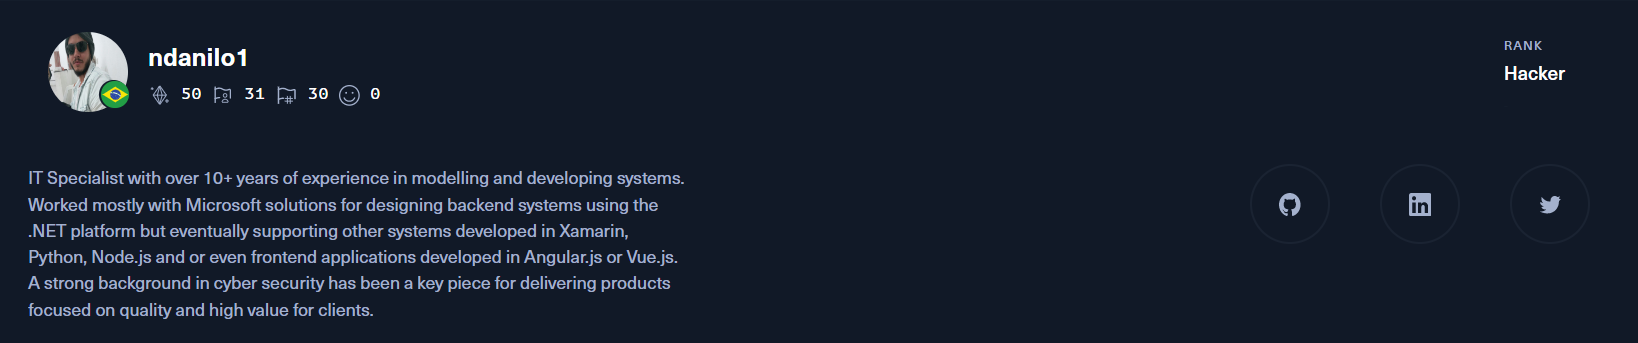 ndanilo1
50 31 30 0
RANK
Hacker
IT Specialist with over 10+ years of experience in modelling and developing systems.
Worked mostly with Microsoft solutions for designing backend systems using the
.NET platform but eventually supporting other systems developed in Xamarin,
Python, Node.js and or even frontend applications developed in Angular.js or Vue.js.
A strong background in cyber security has been a key piece for delivering products
focused on quality and high value for clients.
in